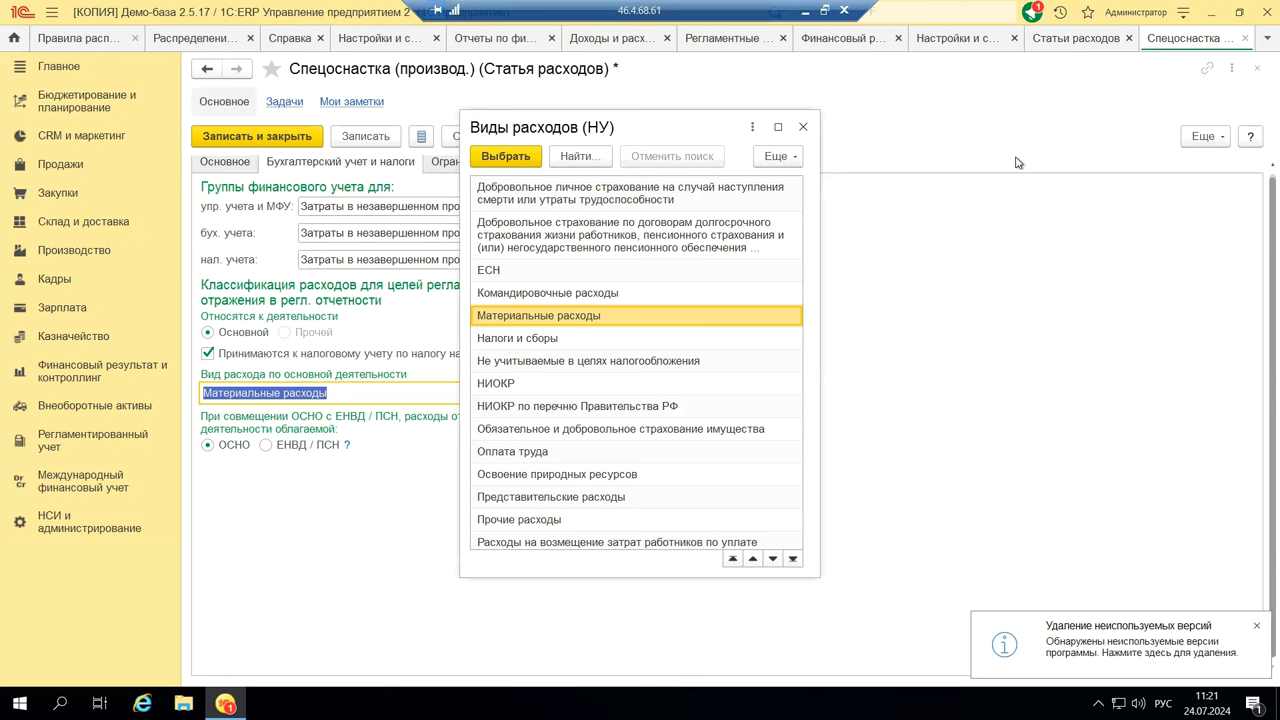 [КОПИЯ] Демо-база 2.5.17 / 1С:ERP Управление предприятием 2
46.4.68.61
Администратор
1
Правила расп... ×
Распределени... ×
Справка ×
Настройки и с... ×
Отчеты по фи... ×
Доходы и расх... ×
Регламентные ... ×
Финансовый р... ×
Настройки и с... ×
Статьи расходов ×
Спецоснастка ... ×
Главное
Бюджетирование и
планирование
CRM и маркетинг
Продажи
Закупки
Склад и доставка
Производство
Кадры
Зарплата
Казначейство
Финансовый результат и
контроллинг
Внеоборотные активы
Регламентированный
учет
Международный
финансовый учет
НСИ и
администрирование
Спецоснастка (производ.) (Статья расходов) *
Основное
Задачи
Мои заметки
Записать и закрыть
Записать
Еще
?
Основное
Бухгалтерский учет и налоги
Огран
Группы финансового учета для:
упр. учета и МФУ: Затраты в незавершенном про
бух. учета: Затраты в незавершенном про
нал. учета: Затраты в незавершенном про
Классификация расходов для целей регла
отражения в регл. отчетности
Относятся к деятельности
Основной
Прочей
Принимаются к налоговому учету по налогу на
Вид расхода по основной деятельности
Материальные расходы
При совмещении ОСНО с ЕНВД / ПСН, расходы от
деятельности облагаемой:
ОСНО
ЕНВД / ПСН ?
Виды расходов (НУ)
Выбрать
Найти...
Отменить поиск
Еще
Добровольное личное страхование на случай наступления
смерти или утраты трудоспособности
Добровольное страхование по договорам долгосрочного
страхования жизни работников, пенсионного страхования и
(или) негосударственного пенсионного обеспечения ...
ЕСН
Командировочные расходы
Материальные расходы
Налоги и сборы
Не учитываемые в целях налогообложения
НИОКР
НИОКР по перечню Правительства РФ
Обязательное и добровольное страхование имущества
Оплата труда
Освоение природных ресурсов
Представительские расходы
Прочие расходы
Расходы на возмещение затрат работников по уплате
Удаление неиспользуемых версий
Обнаружены неиспользуемые версии
программы. Нажмите здесь для удаления.
РУС
11:21
24.07.2024
1
1